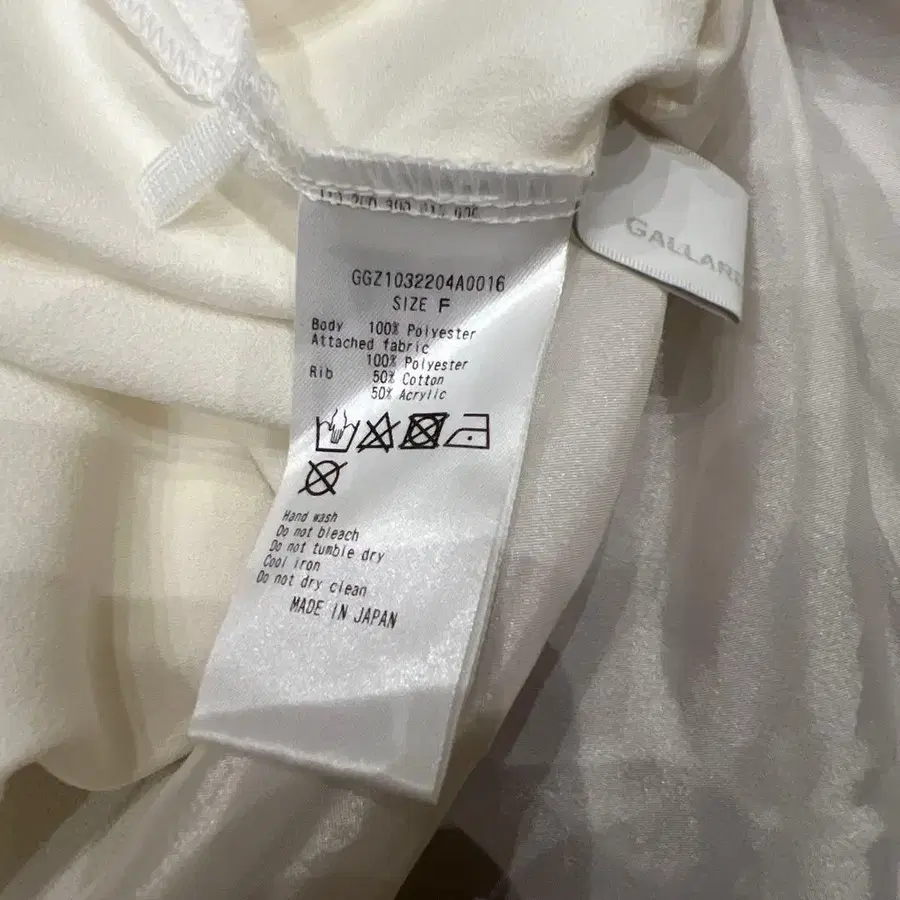 GALLAR
GGZ1032204A0016
SIZE F
Body 100% Polyester
Attached fabric
100% Polyester
Rib 50% Cotton
50% Acrylic
Hand wash
Do not bleach
Do not tumble dry
Cool iron
Do not dry clean
MADE IN JAPAN